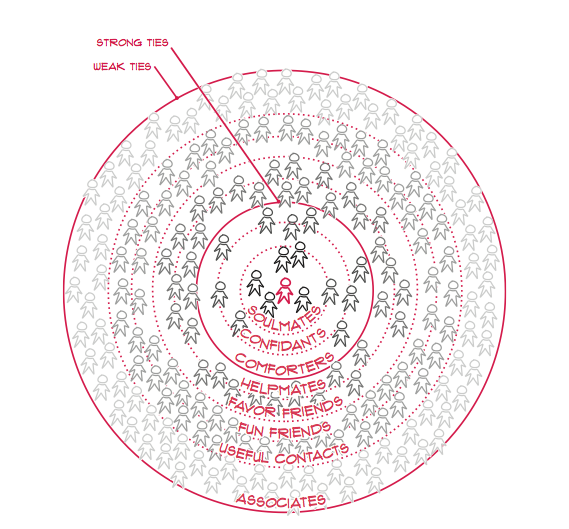 STRONG TIES
WEAK TIES
SOULMATES
CONFIDANTS
COMFORTERS
HELPMATES
FAVOR FRIENDS
FUN FRIENDS
USEFUL CONTACTS
ASSOCIATES